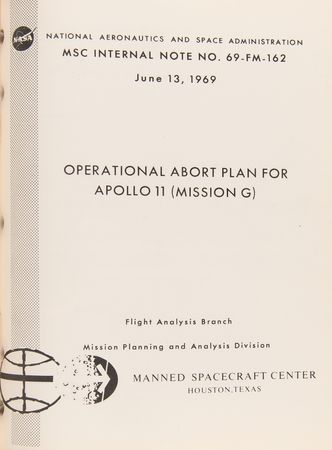 NASA
NATIONAL AERONAUTICS AND SPACE ADMINISTRATION
MSC INTERNAL NOTE NO. 69-FM-162
June 13, 1969
OPERATIONAL ABORT PLAN FOR
APOLLO 11 (MISSION G)
Flight Analysis Branch
Mission Planning and Analysis Division
MANNED SPACECRAFT CENTER
HOUSTON, TEXAS